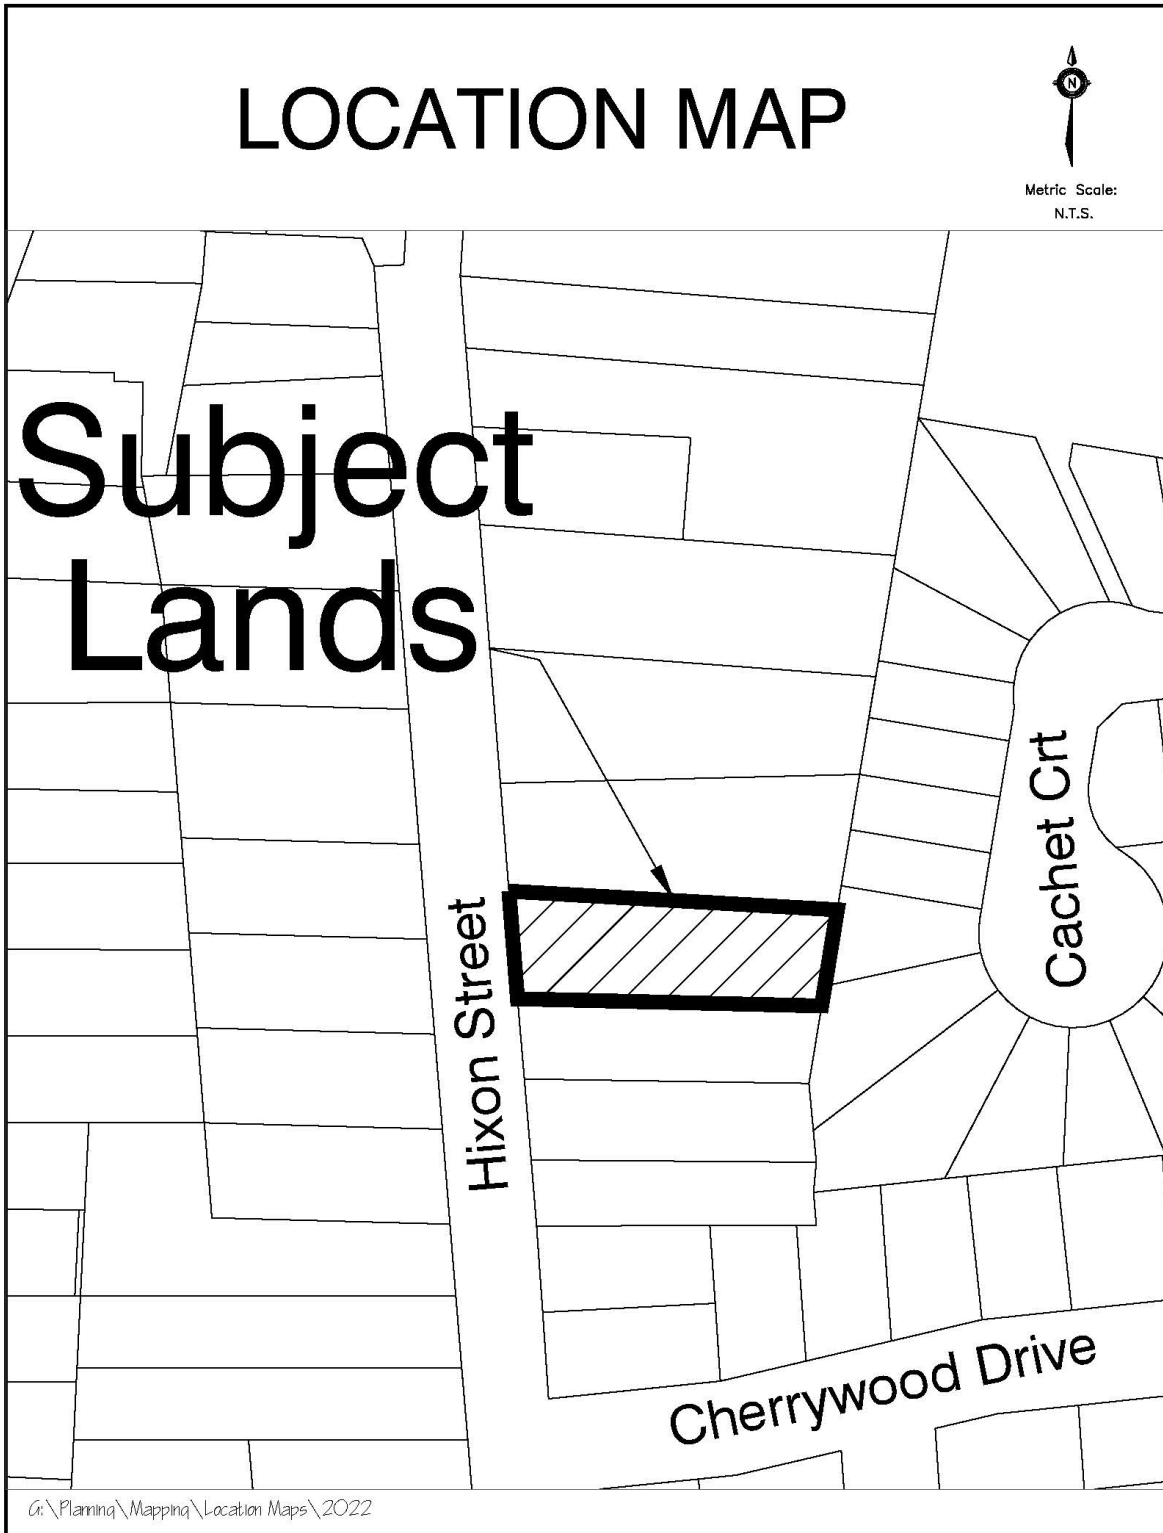 LOCATION MAP
N
Metric Scale:
N.T.S.
Subject
Lands
Cachet Crt
Hixon Street
Cherrywood Drive
G:\Planning\Mapping\Location Maps\2022